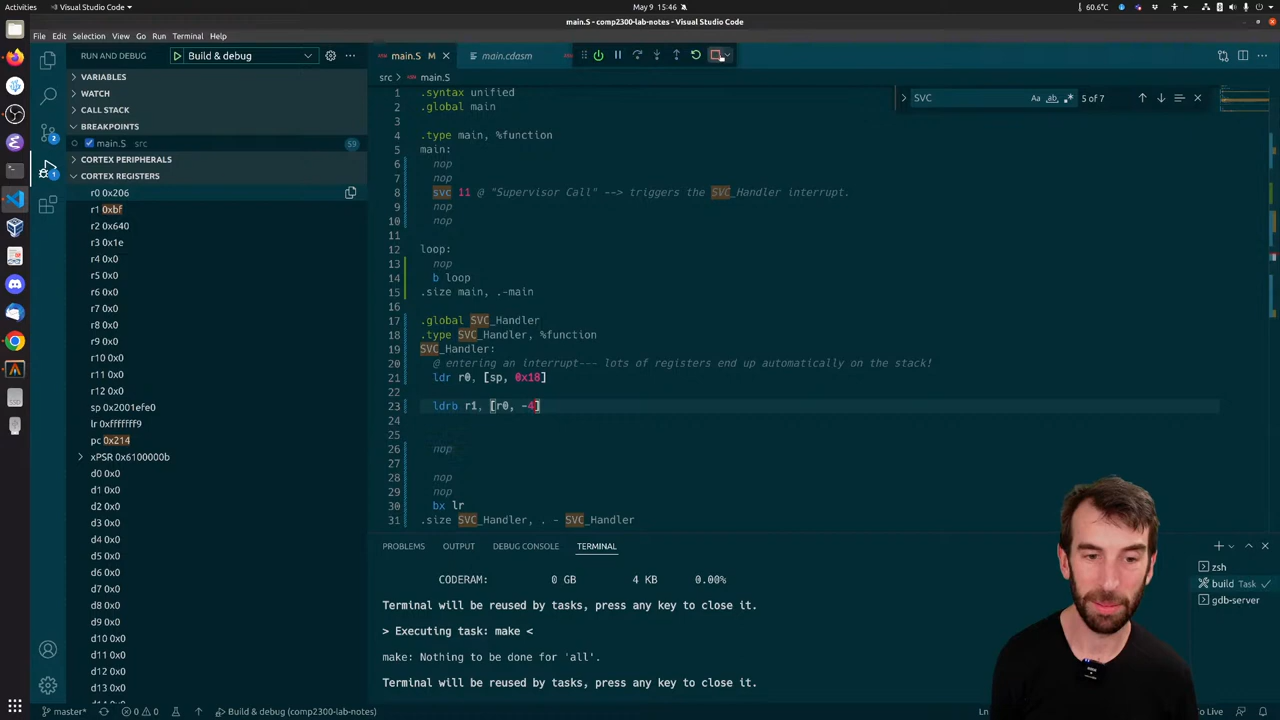 Activities
Visual Studio Code
May 9 15:46
60.6°C
main.S - comp2300-lab-notes - Visual Studio Code
File Edit Selection View Go Run Terminal Help
RUN AND DEBUG
Build & debug
main.S M
main.cdasm
VARIABLES
WATCH
CALL STACK
BREAKPOINTS
main.S src 59
CORTEX PERIPHERALS
CORTEX REGISTERS
r0 0x206
r1 0xbf
r2 0x640
r3 0x1e
r4 0x0
r5 0x0
r6 0x0
r7 0x0
r8 0x0
r9 0x0
r10 0x0
r11 0x0
r12 0x0
sp 0x2001efe0
lr 0xfffffff9
pc 0x214
xPSR 0x6100000b
d0 0x0
d1 0x0
d2 0x0
d3 0x0
d4 0x0
d5 0x0
d6 0x0
d7 0x0
d8 0x0
d9 0x0
d10 0x0
d11 0x0
d12 0x0
d13 0x0
src > main.S
SVC
Aa ab .* 5 of 7
1 .syntax unified
2 .global main
3
4 .type main, %function
5 main:
6 nop
7 nop
8 svc 11 @ "Supervisor Call" --> triggers the SVC_Handler interrupt.
9 nop
10 nop
11
12 loop:
13 nop
14 b loop
15 .size main, .-main
16
17 .global SVC_Handler
18 .type SVC_Handler, %function
19 SVC_Handler:
20 @ entering an interrupt--- lots of registers end up automatically on the stack!
21 ldr r0, [sp, 0x18]
22
23 ldrb r1, [r0, -4]
24
25
26 nop
27
28 nop
29 nop
30 bx lr
31 .size SVC_Handler, . - SVC_Handler
PROBLEMS OUTPUT DEBUG CONSOLE TERMINAL
CODERAM: 0 GB 4 KB 0.00%
Terminal will be reused by tasks, press any key to close it.
> Executing task: make <
make: Nothing to be done for 'all'.
Terminal will be reused by tasks, press any key to close it.
zsh
build Task
gdb-server
master*
0 0
Build & debug (comp2300-lab-notes)
Ln
Live